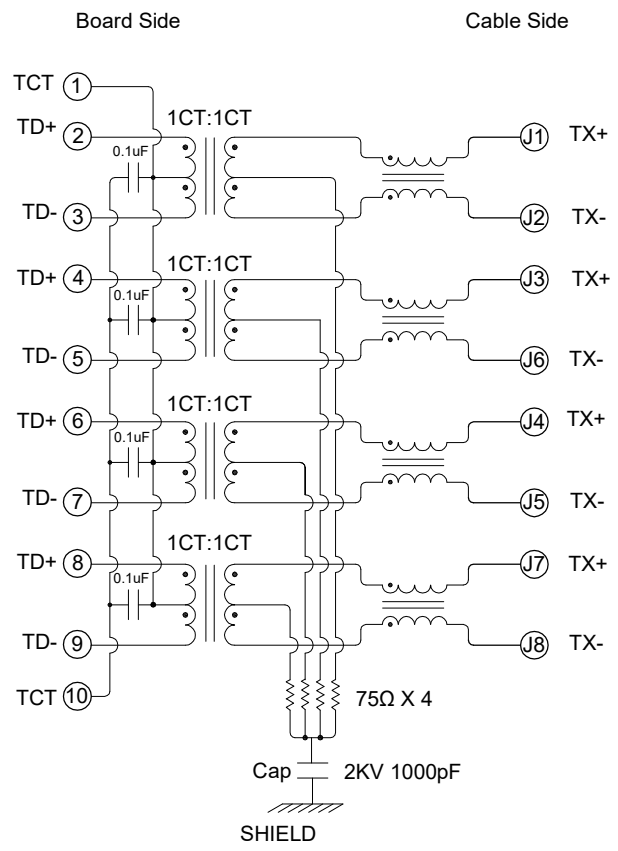 Board Side
Cable Side
TCT 1
1CT:1CT
TD+ 2
J1 TX+
0.1uF
TD- 3
J2 TX-
1CT:1CT
TD+ 4
J3 TX+
0.1uF
TD- 5
J6 TX-
1CT:1CT
TD+ 6
J4 TX+
0.1uF
TD- 7
J5 TX-
1CT:1CT
TD+ 8
J7 TX+
0.1uF
TD- 9
J8 TX-
TCT 10
75Ω X 4
Cap
2KV 1000pF
SHIELD